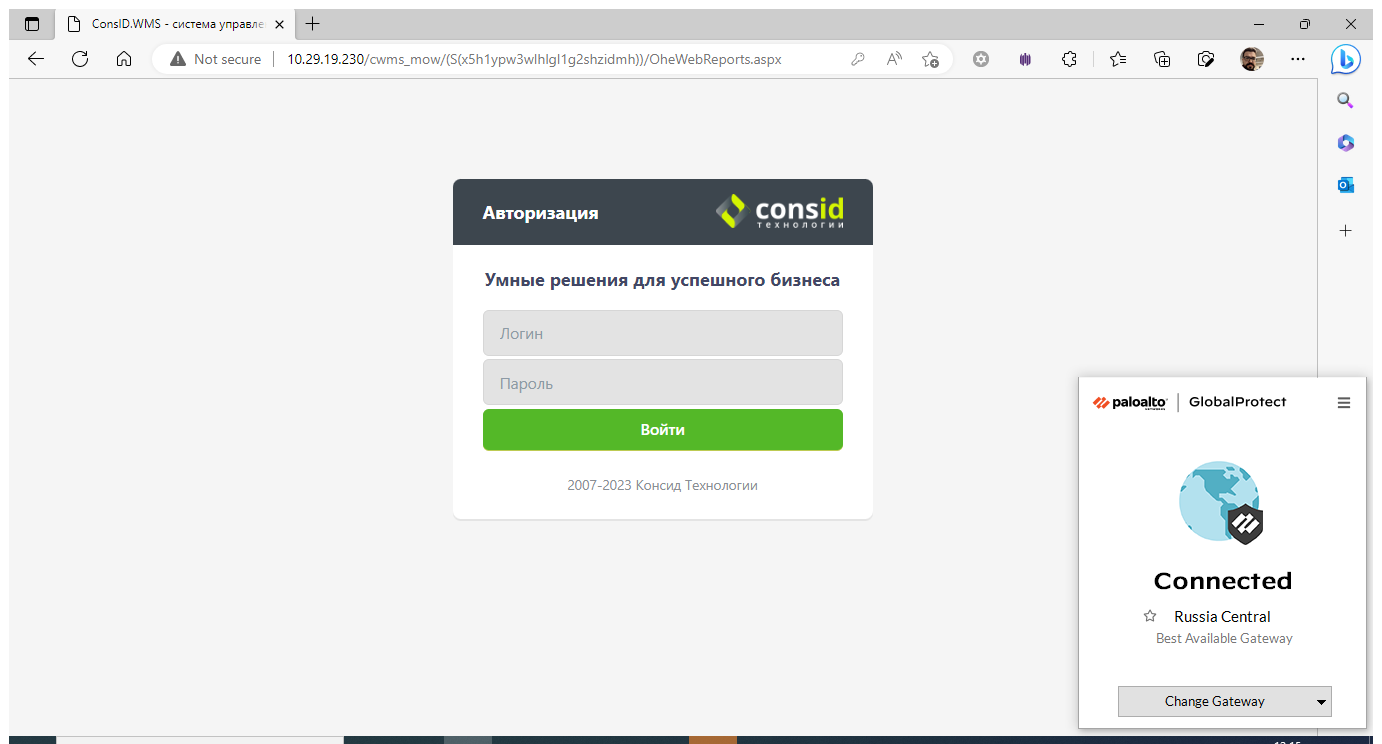 ConsID.WMS - система управле
Not secure
10.29.19.230/cwms_mow/(S(x5h1ypw3wlhlgl1g2shzidmh))/OheWebReports.aspx
Авторизация
consid
технологии
Умные решения для успешного бизнеса
Логин
Пароль
Войти
2007-2023 Консид Технологии
paloalto
NETWORKS
GlobalProtect
Connected
Russia Central
Best Available Gateway
Change Gateway